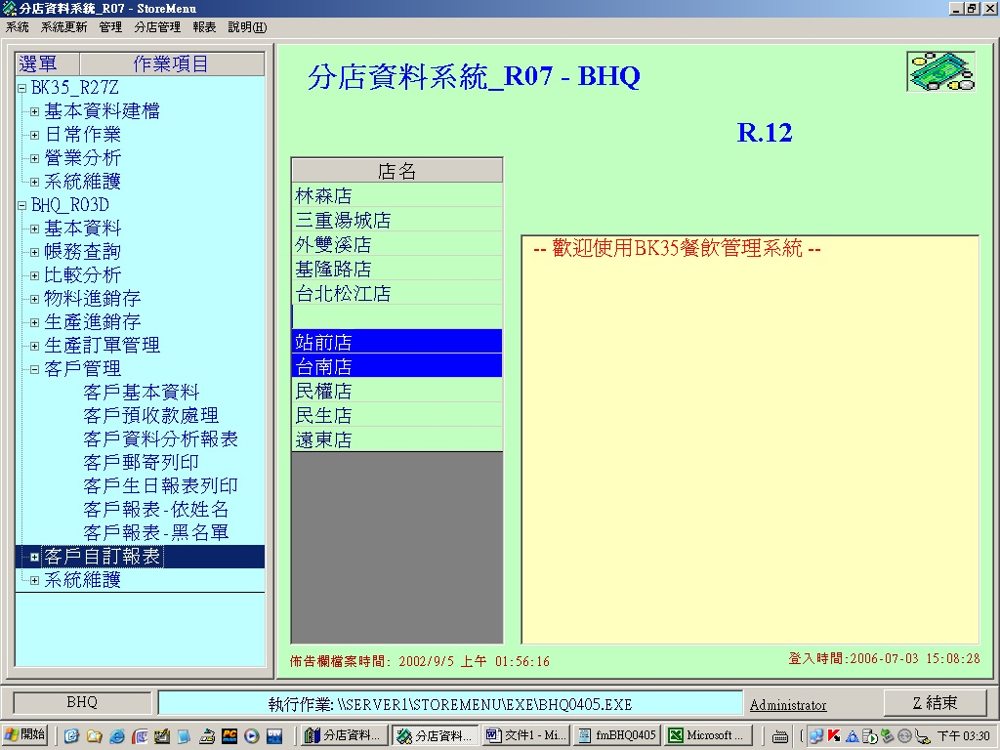 分店資料系統_R07 - StoreMenu
系統 系統更新 管理 分店管理 報表 說明(H)
選單 作業項目
BK35_R27Z
基本資料建檔
日常作業
營業分析
系統維護
BHQ_R03D
基本資料
帳務查詢
比較分析
物料進銷存
生產進銷存
生產訂單管理
客戶管理
客戶基本資料
客戶預收款處理
客戶資料分析報表
客戶郵寄列印
客戶生日報表列印
客戶報表-依姓名
客戶報表-黑名單
客戶自訂報表
系統維護
分店資料系統_R07 - BHQ
R.12
店名
林森店
三重湯城店
外雙溪店
基隆路店
台北松江店
站前店
台南店
民權店
民生店
遠東店
-- 歡迎使用BK35餐飲管理系統 --
佈告欄檔案時間: 2002/9/5 上午 01:56:16
登入時間:2006-07-03 15:08:28
BHQ
執行作業: \\SERVER1\STOREMENU\EXE\BHQ0405.EXE
Administrator
Z 結束
開始
分店資料...
分店資料...
文件1 - Mi...
fmBHQ0405
Microsoft ...
下午 03:30